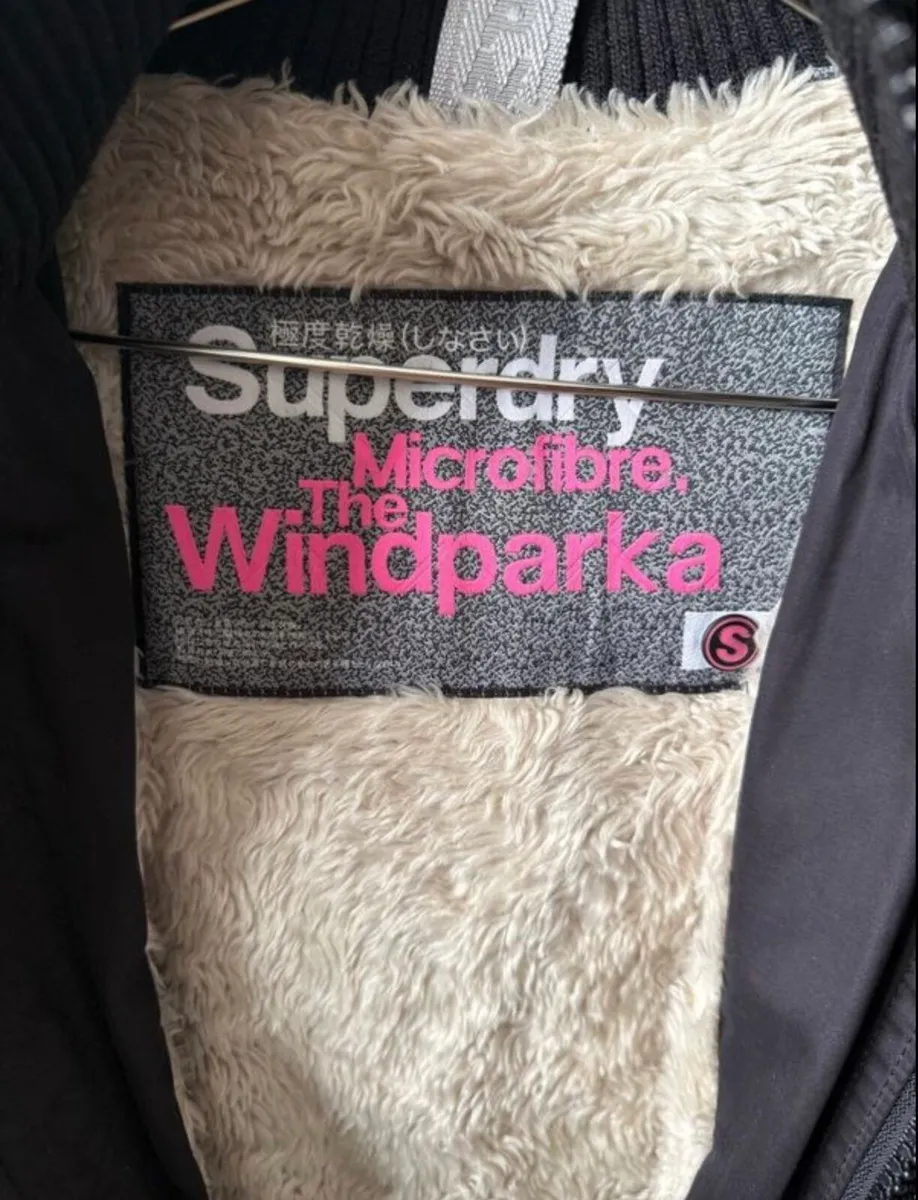 極度乾燥(しなさい)
Superdry
Microfibre.
The
Windparka
S